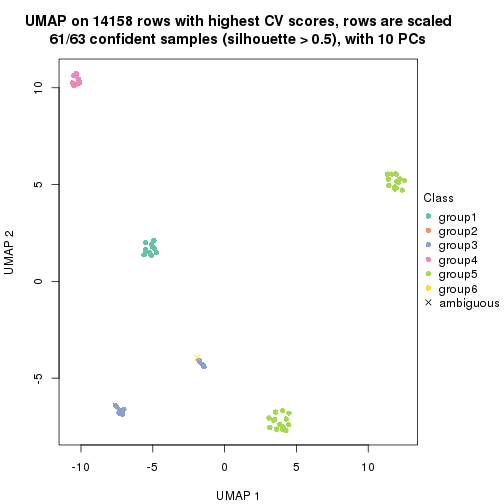 UMAP on 14158 rows with highest CV scores, rows are scaled
61/63 confident samples (silhouette > 0.5), with 10 PCs
10
5
0
-5
UMAP 2
-10
-5
0
5
10
UMAP 1
Class
group1
group2
group3
group4
group5
group6
ambiguous